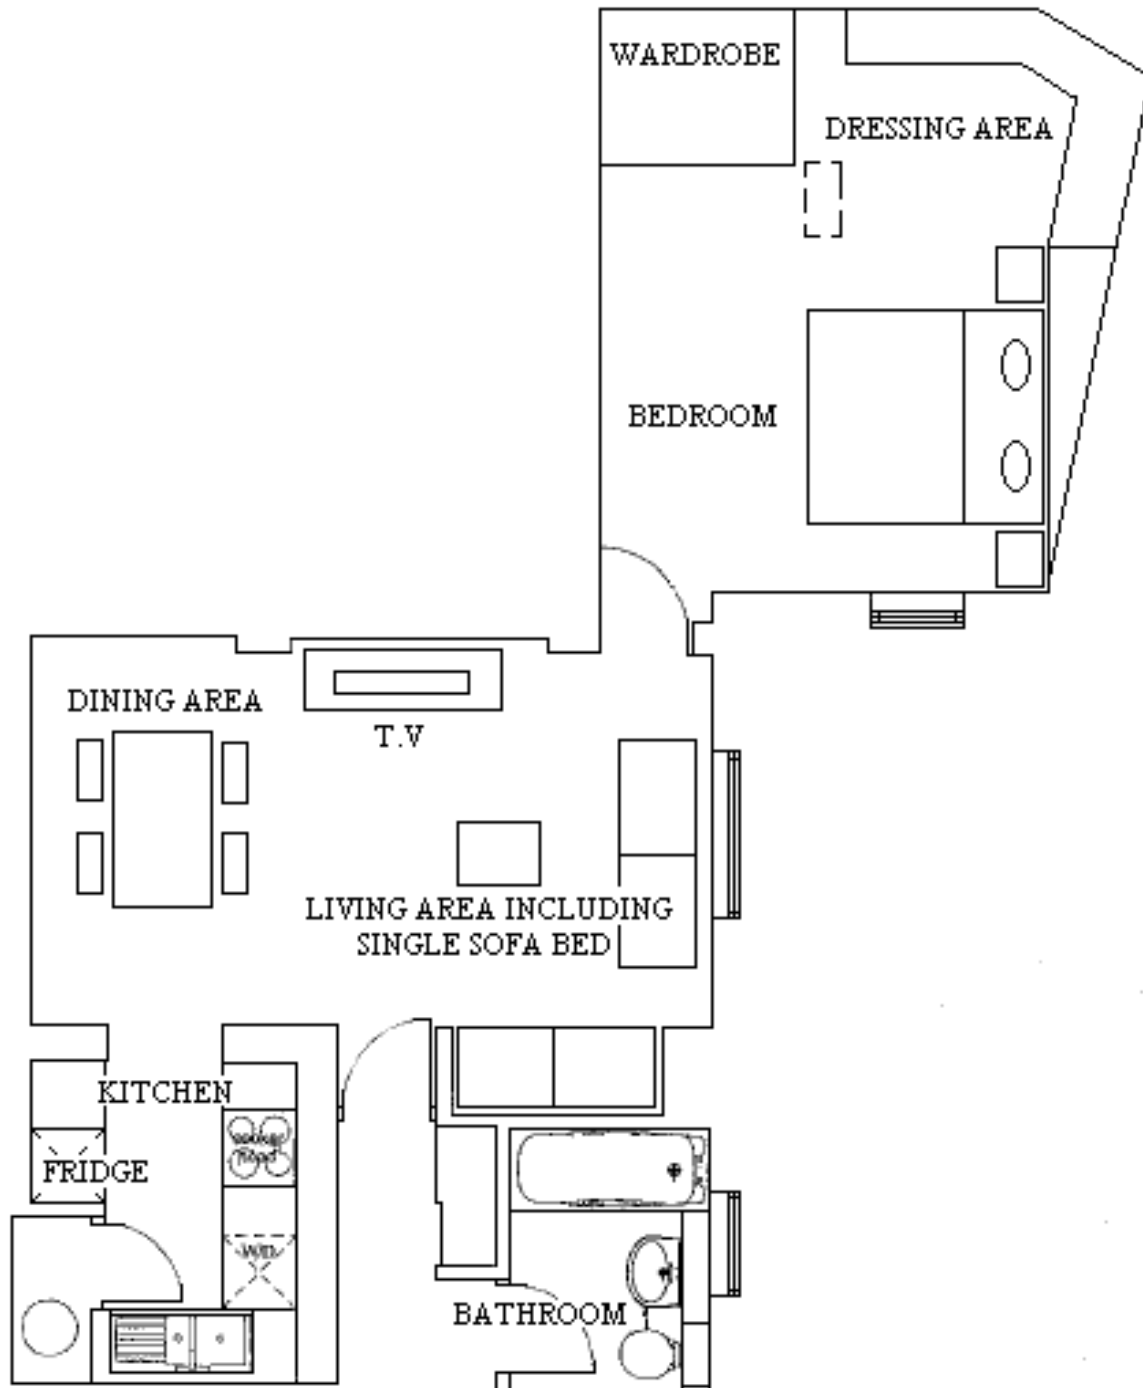 WARDROBE
DRESSING AREA
BEDROOM
DINING AREA
T.V
LIVING AREA INCLUDING
SINGLE SOFA BED
KITCHEN
FRIDGE
BATHROOM